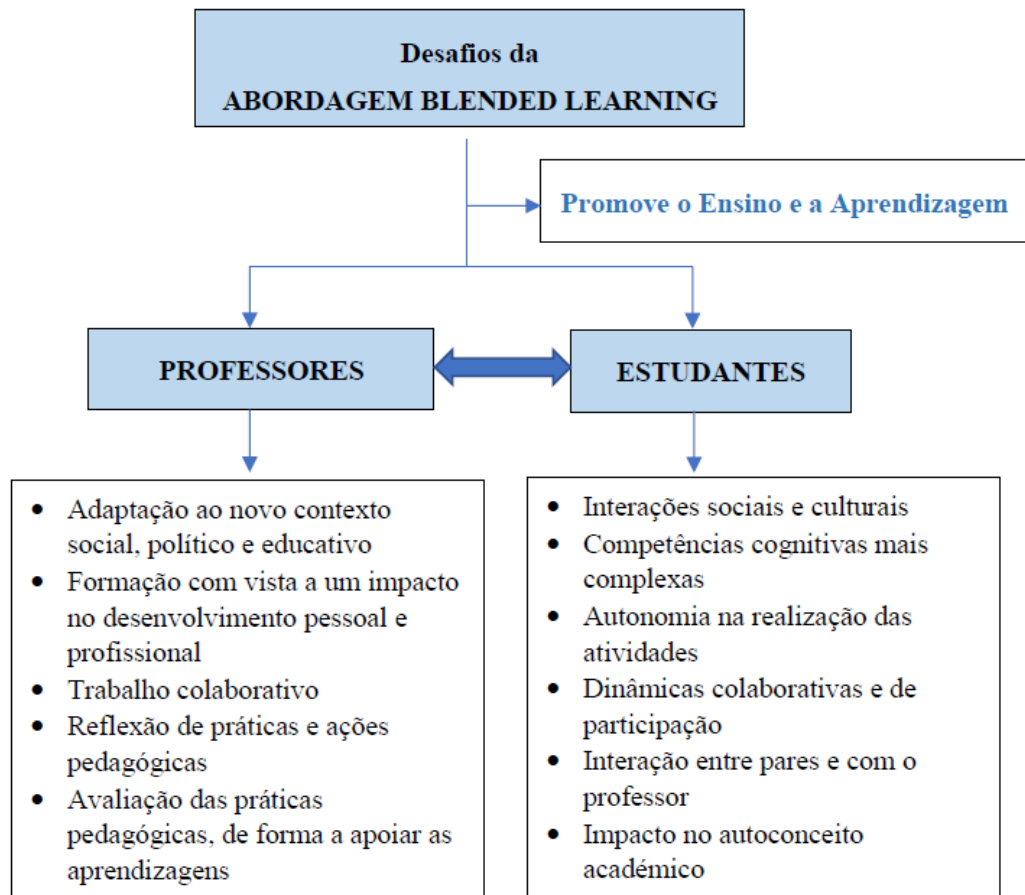 Desafios da
ABORDAGEM BLENDED LEARNING
Promove o Ensino e a Aprendizagem
PROFESSORES
ESTUDANTES
• Adaptação ao novo contexto
social, político e educativo
• Formação com vista a um impacto
no desenvolvimento pessoal e
profissional
• Trabalho colaborativo
• Reflexão de práticas e ações
pedagógicas
• Avaliação das práticas
pedagógicas, de forma a apoiar as
aprendizagens
• Interações sociais e culturais
• Competências cognitivas mais
complexas
• Autonomia na realização das
atividades
• Dinâmicas colaborativas e de
participação
• Interação entre pares e com o
professor
• Impacto no autoconceito
académico